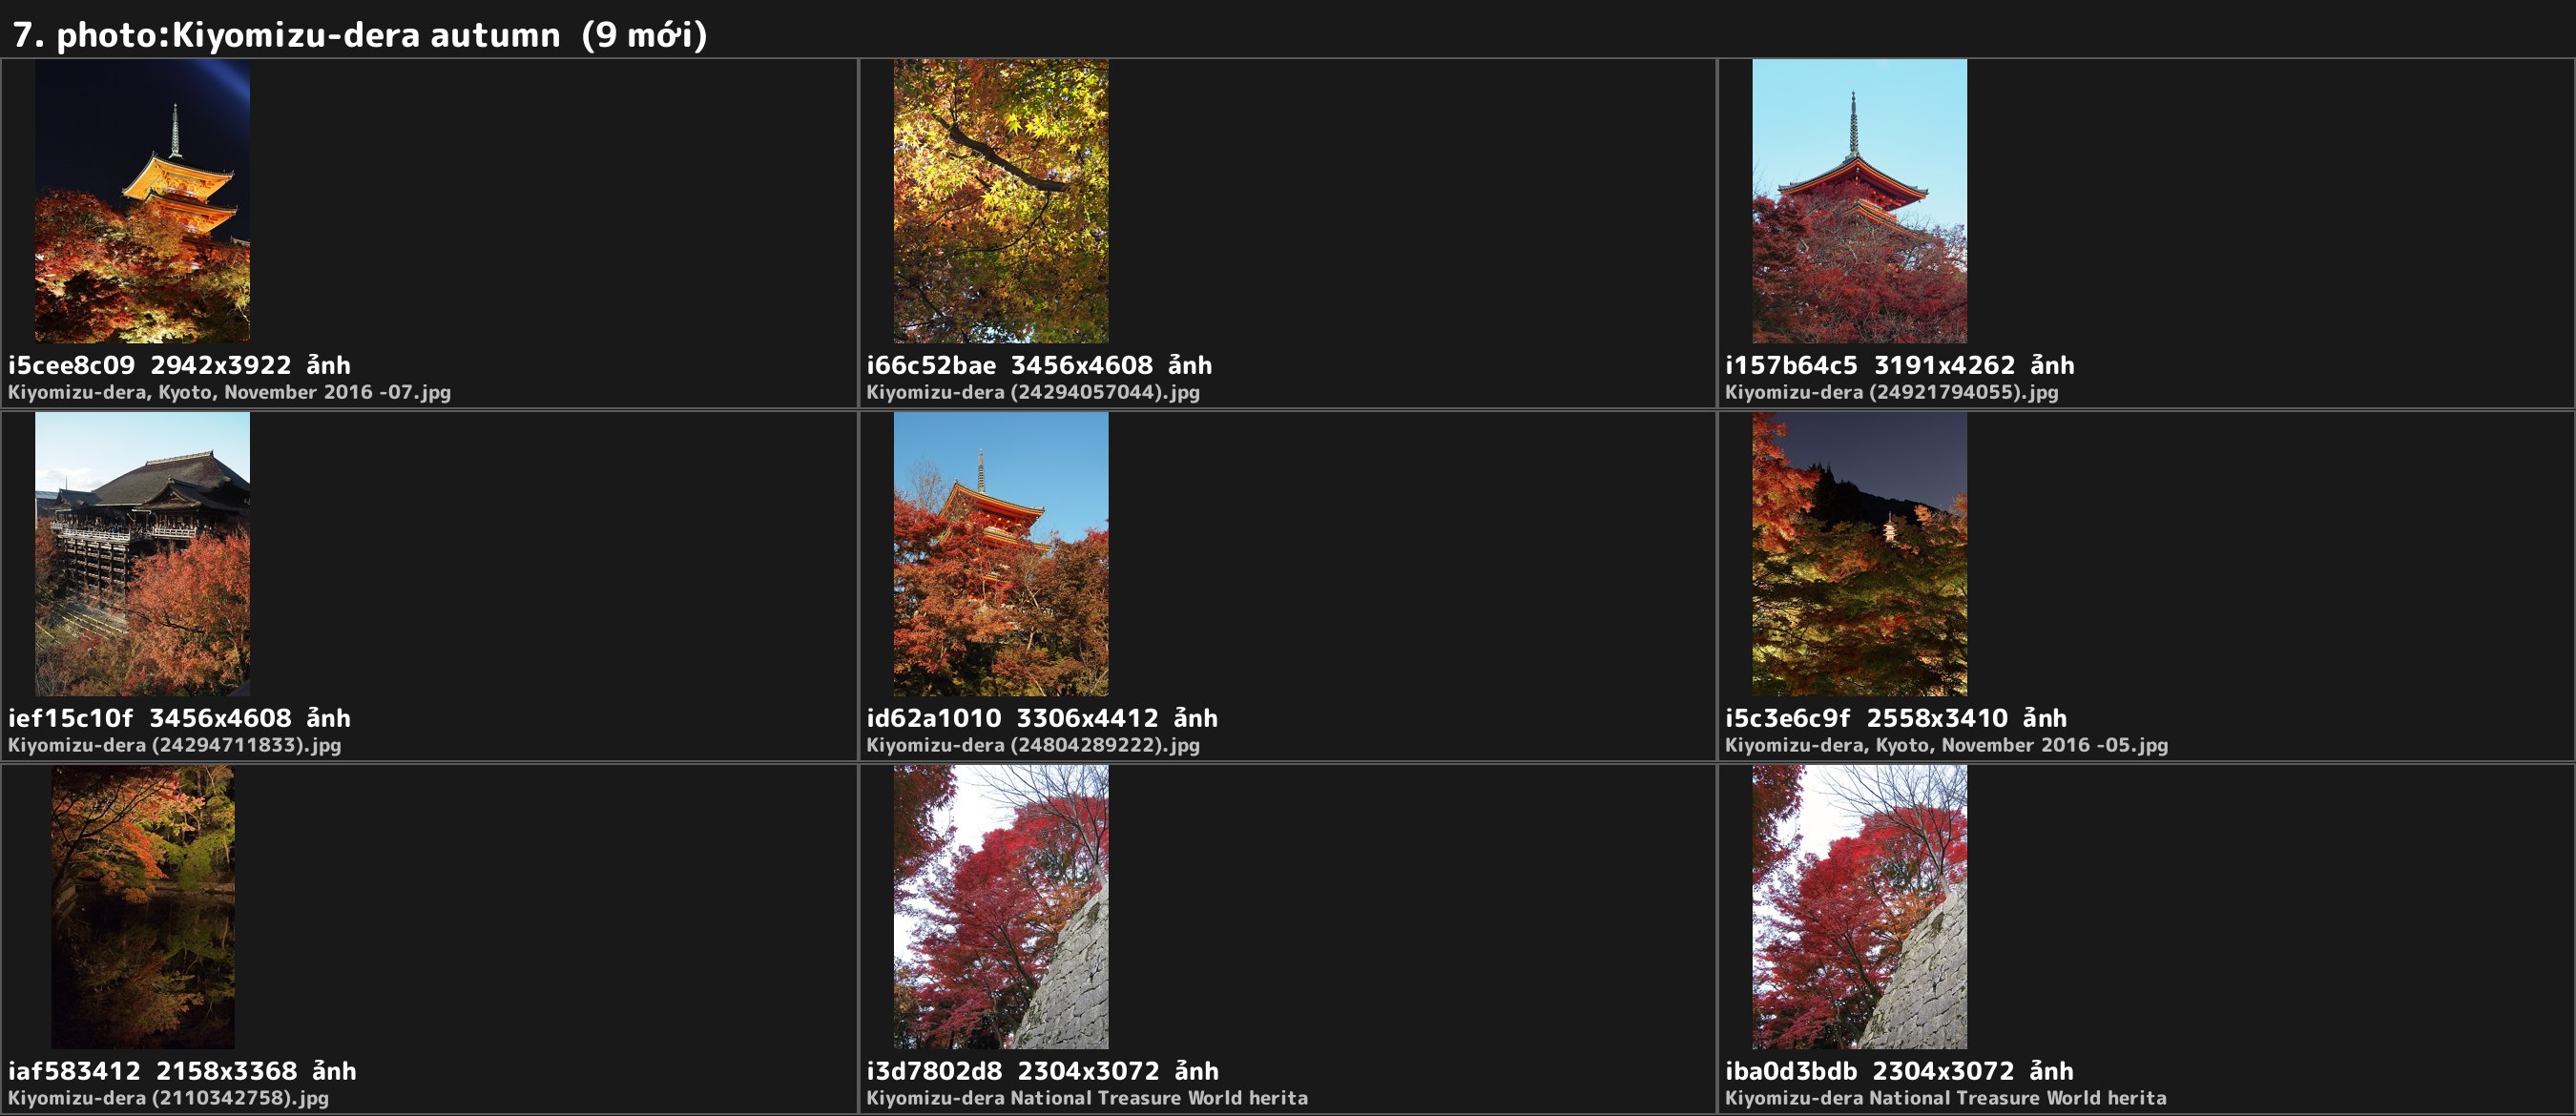 7. photo:Kiyomizu-dera autumn (9 mới)
i5cee8c09 2942x3922 ảnh
Kiyomizu-dera, Kyoto, November 2016 -07.jpg
i66c52bae 3456x4608 ảnh
Kiyomizu-dera (24294057044).jpg
i157b64c5 3191x4262 ảnh
Kiyomizu-dera (24921794055).jpg
ief15c10f 3456x4608 ảnh
Kiyomizu-dera (24294711833).jpg
id62a1010 3306x4412 ảnh
Kiyomizu-dera (24804289222).jpg
i5c3e6c9f 2558x3410 ảnh
Kiyomizu-dera, Kyoto, November 2016 -05.jpg
iaf583412 2158x3368 ảnh
Kiyomizu-dera (2110342758).jpg
i3d7802d8 2304x3072 ảnh
Kiyomizu-dera National Treasure World herita
iba0d3bdb 2304x3072 ảnh
Kiyomizu-dera National Treasure World herita